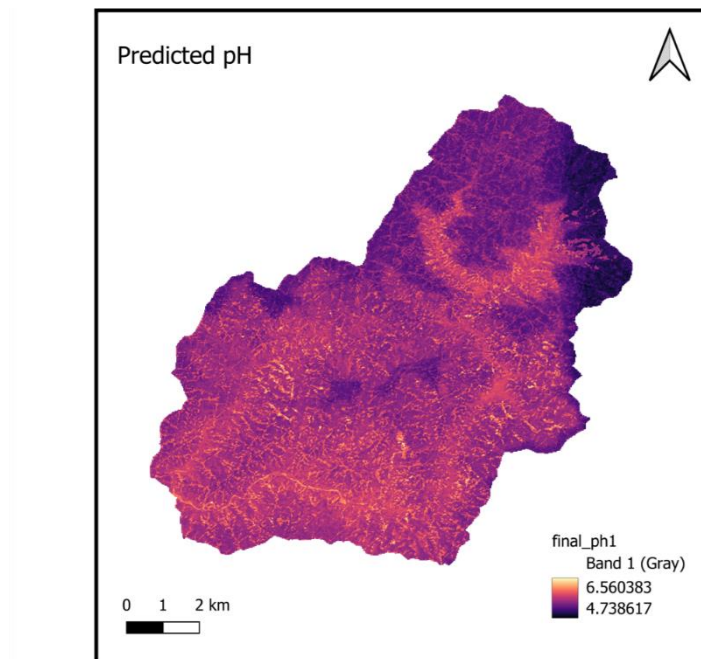 Predicted pH
final_ph1
Band 1 (Gray)
6.560383
4.738617
0 1 2 km